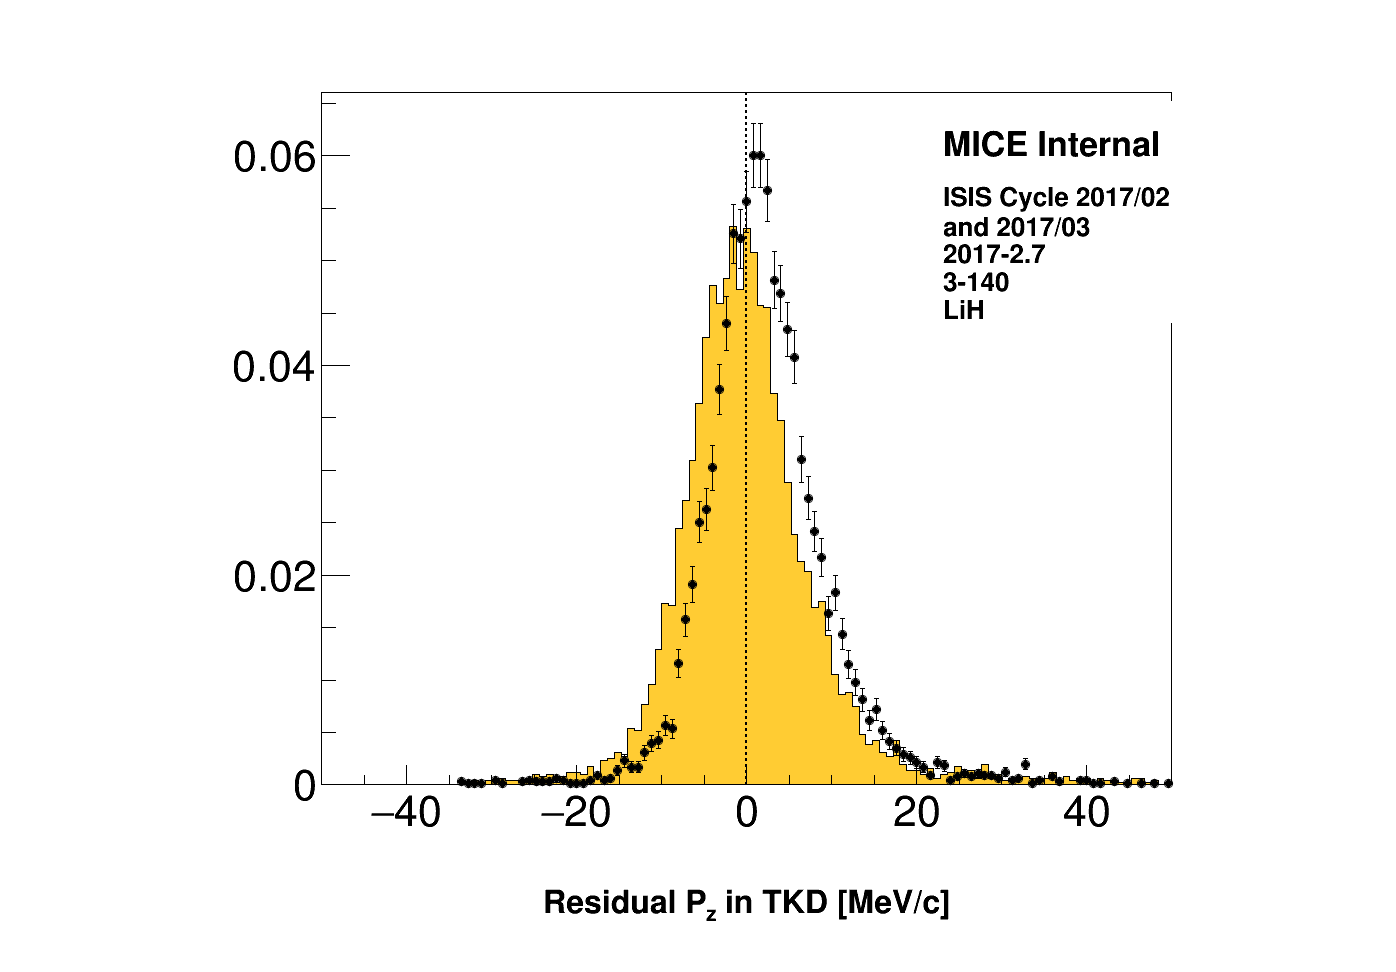 MICE Internal
ISIS Cycle 2017/02
and 2017/03
2017-2.7
3-140
LiH
0.06
0.04
0.02
0
−40 −20 0 20 40
Residual Pz in TKD [MeV/c]